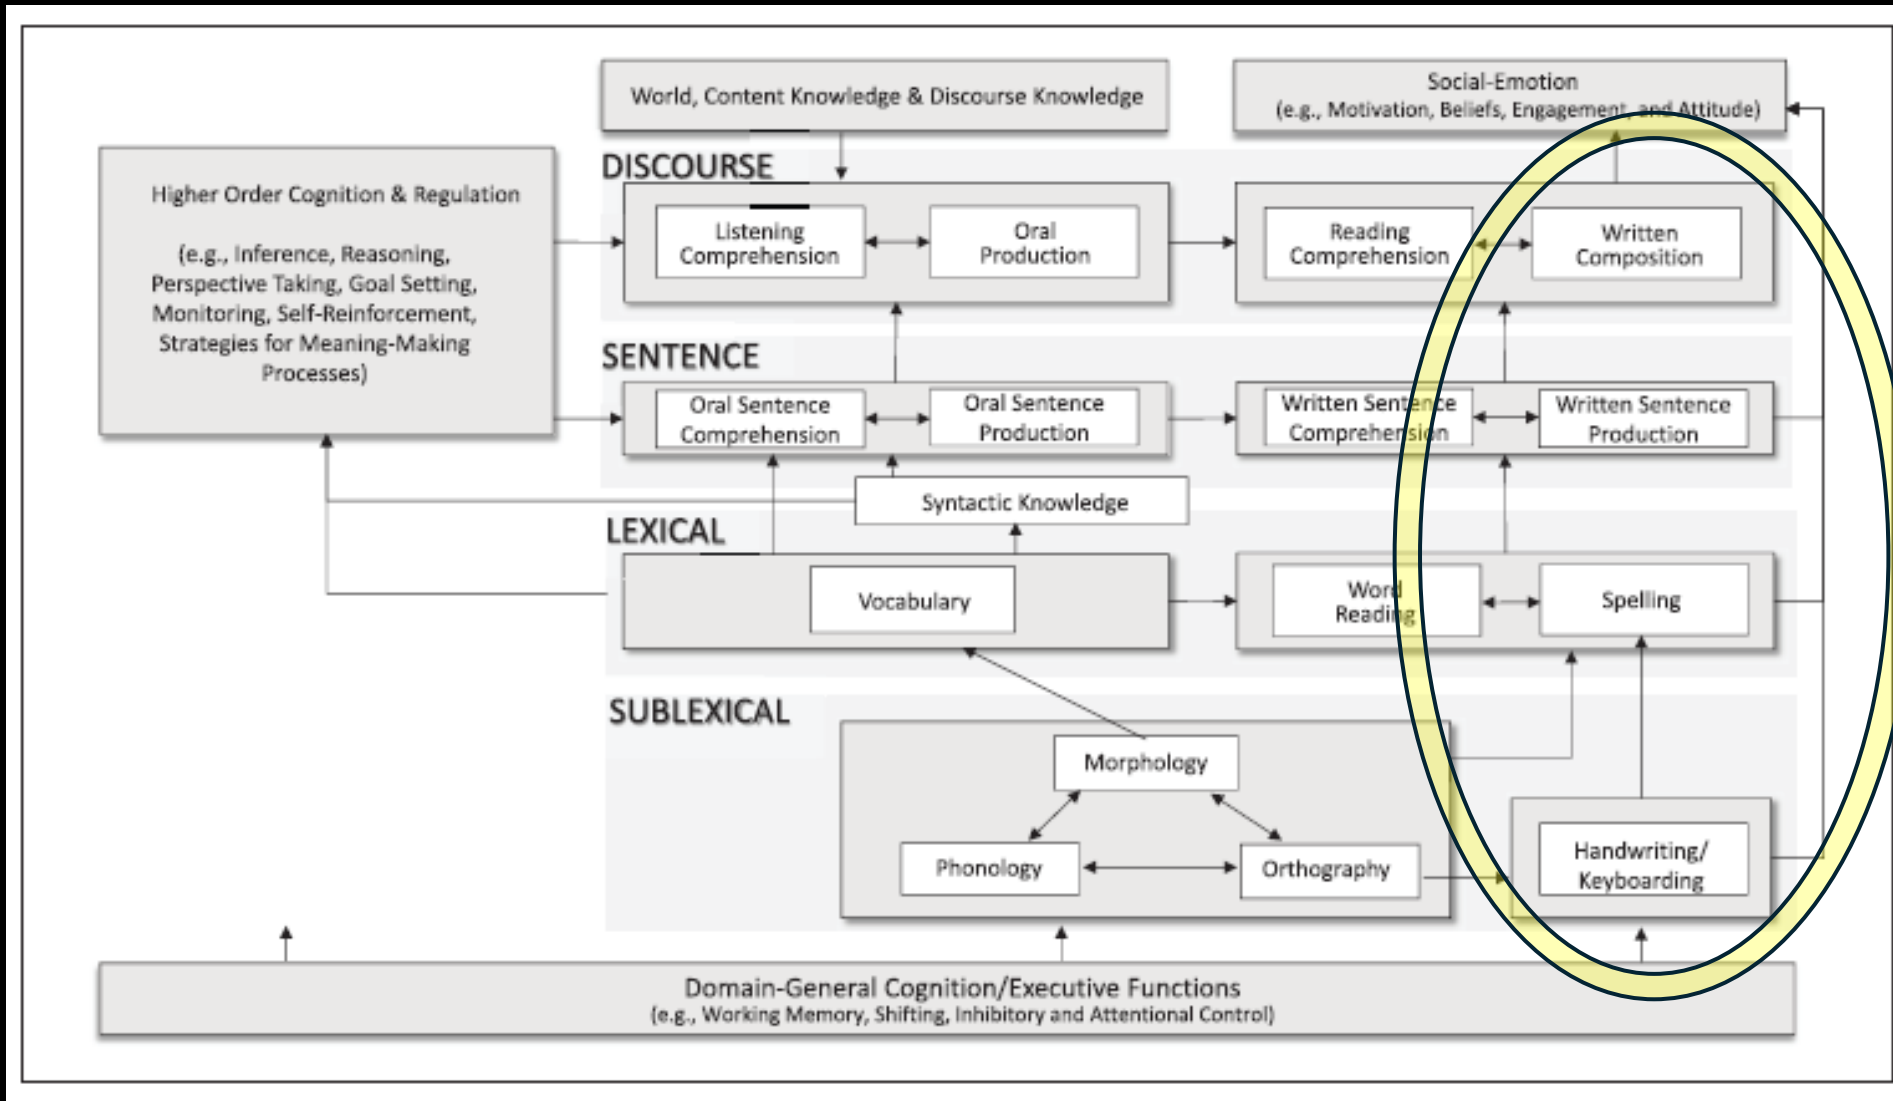 World, Content Knowledge & Discourse Knowledge
Social-Emotion
(e.g., Motivation, Beliefs, Engagement, and Attitude)
Higher Order Cognition & Regulation
(e.g., Inference, Reasoning,
Perspective Taking, Goal Setting,
Monitoring, Self-Reinforcement,
Strategies for Meaning-Making
Processes)
DISCOURSE
Listening
Comprehension
Oral
Production
Reading
Comprehension
Written
Composition
SENTENCE
Oral Sentence
Comprehension
Oral Sentence
Production
Written Sentence
Comprehension
Written Sentence
Production
Syntactic Knowledge
LEXICAL
Vocabulary
Word
Reading
Spelling
SUBLEXICAL
Morphology
Phonology
Orthography
Handwriting/
Keyboarding
Domain-General Cognition/Executive Functions
(e.g., Working Memory, Shifting, Inhibitory and Attentional Control)